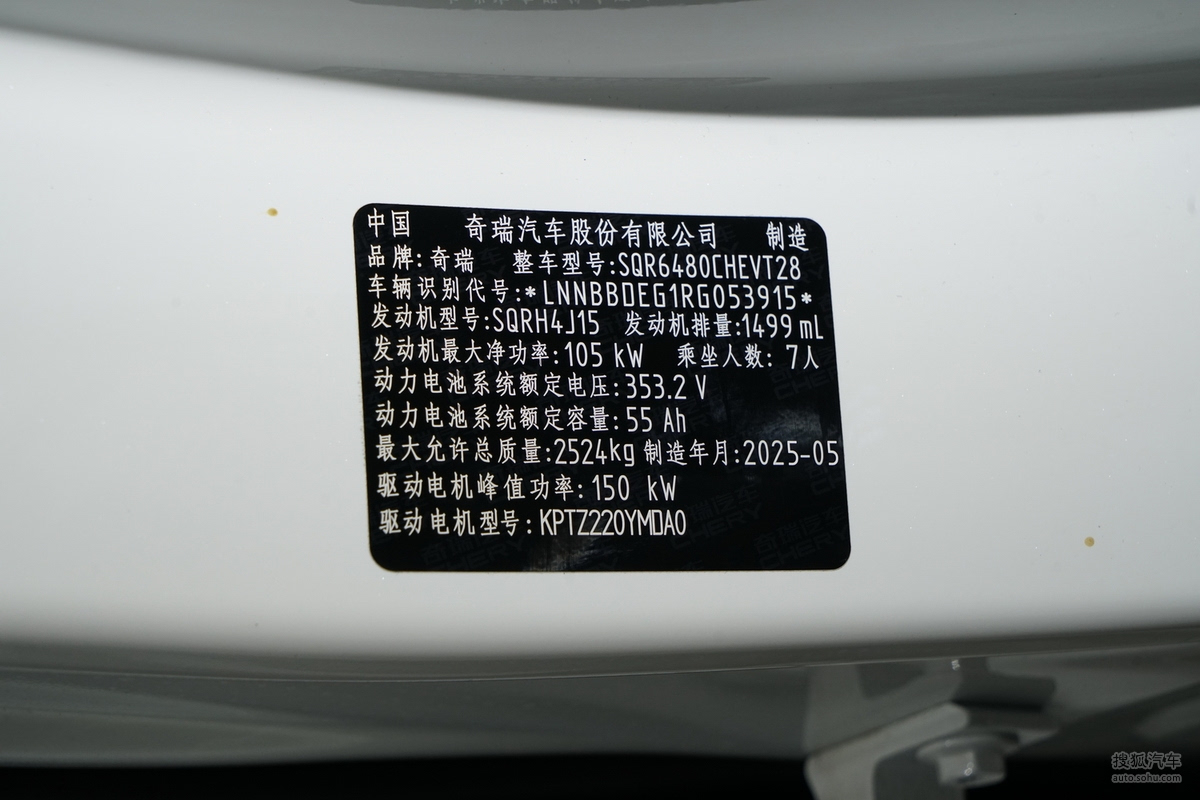 中国 奇瑞汽车股份有限公司 制造
品牌:奇瑞 整车型号:SQR6480CHEVT28
车辆识别代号:*LNNBBDEG1RG053915*
发动机型号:SQRH4J15 发动机排量:1499 mL
发动机最大净功率:105 kW 乘坐人数: 7人
动力电池系统额定电压:353.2 V
动力电池系统额定容量:55 Ah
最大允许总质量:2524kg 制造年月:2025-05
驱动电机峰值功率:150 kW
驱动电机型号:KPTZ220YMDA0
搜狐汽车
auto.sohu.com